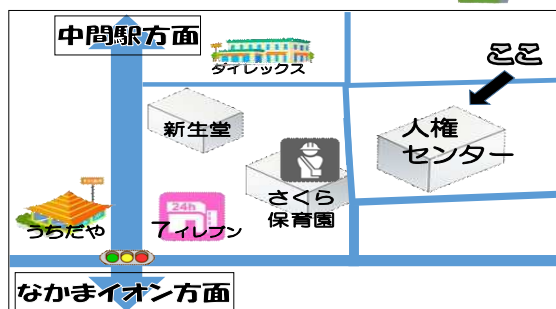 中間駅方面
ここ
ダイレックス
新生堂
人権
センター
さくら
保育園
24h
うちだや
7ィレブン
なかまイオン方面